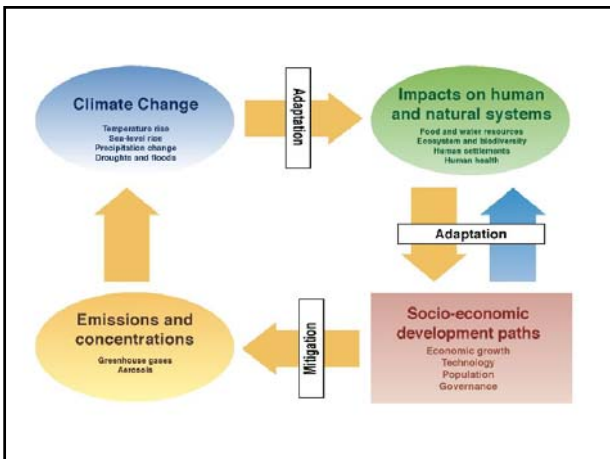 Climate Change
Temperature rise
Sea-level rise
Precipitation change
Droughts and floods
Adaptation
Impacts on human
and natural systems
Food and water resources
Ecosystem and biodiversity
Human settlements
Human health
Adaptation
Emissions and
concentrations
Greenhouse gases
Aerosols
Mitigation
Socio-economic
development paths
Economic growth
Technology
Population
Governance